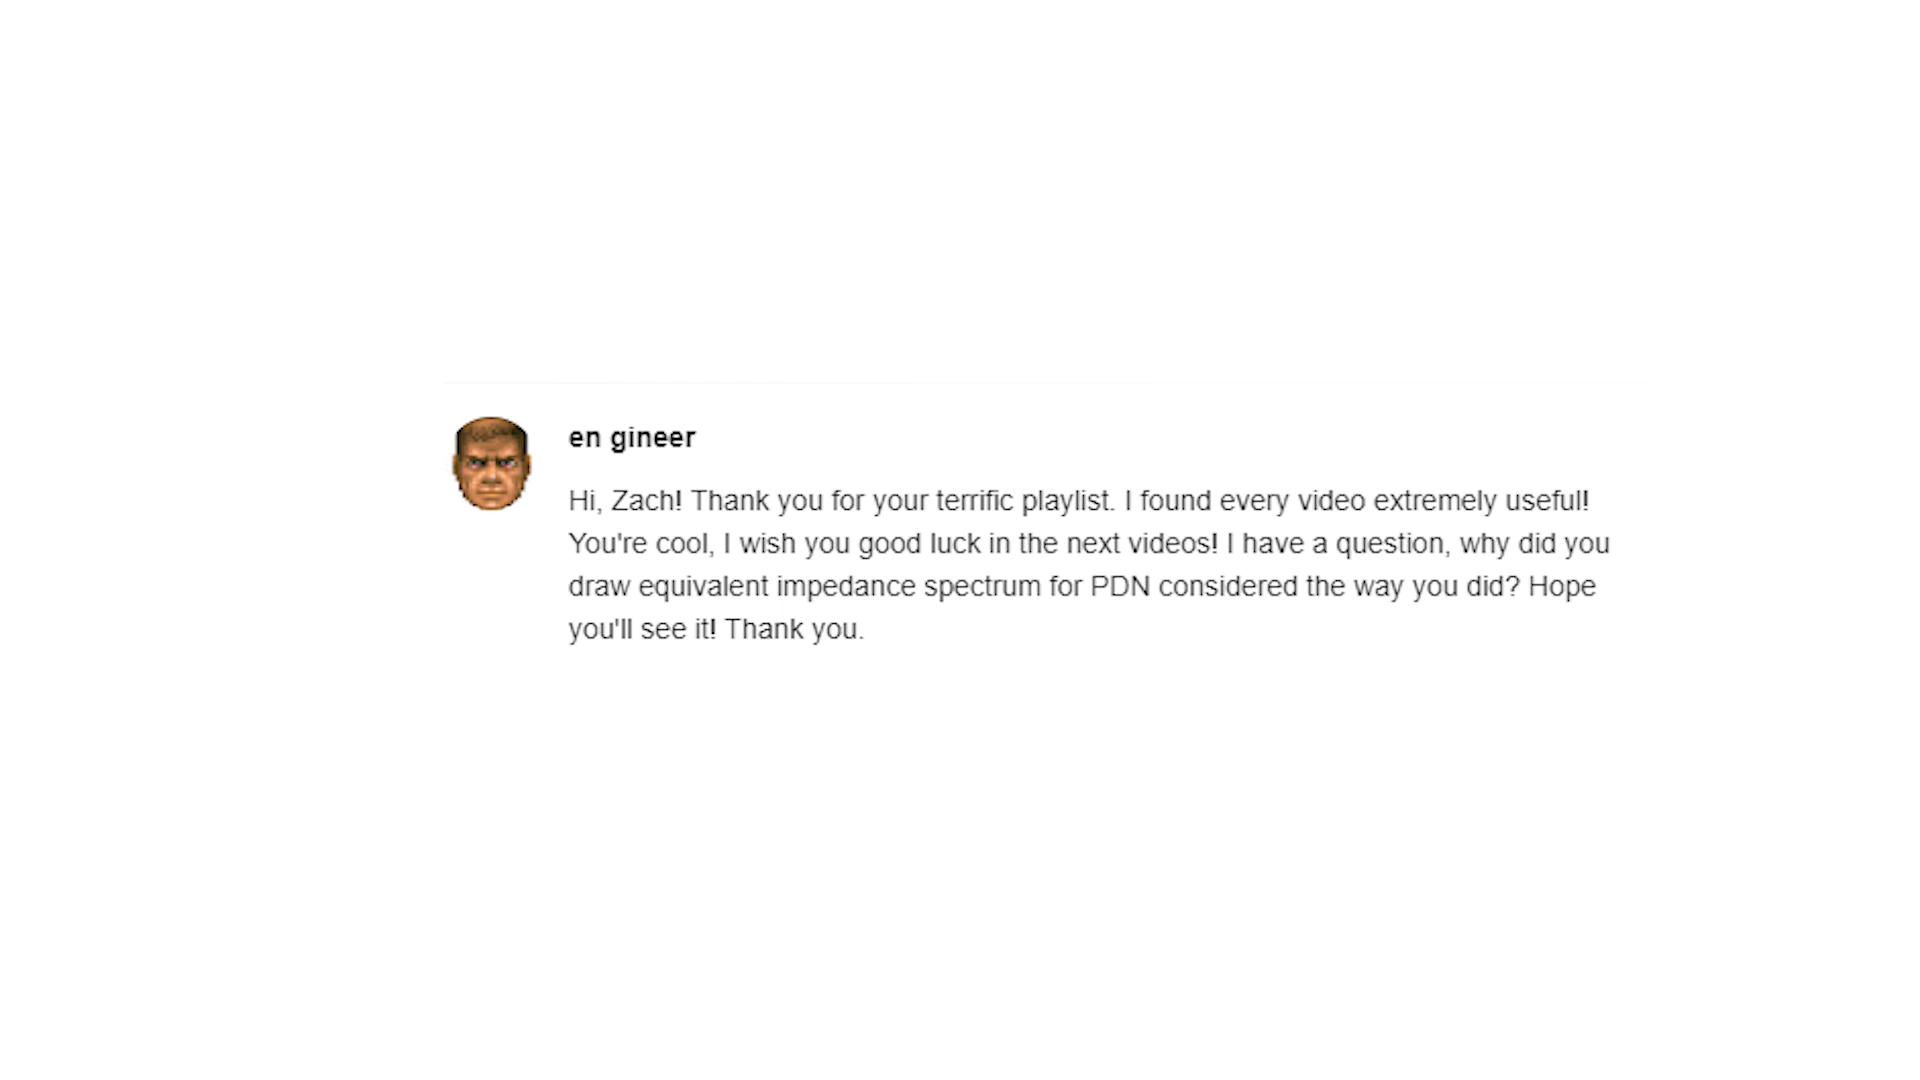 en gineer
Hi, Zach! Thank you for your terrific playlist. I found every video extremely useful!
You're cool, I wish you good luck in the next videos! I have a question, why did you
draw equivalent impedance spectrum for PDN considered the way you did? Hope
you'll see it! Thank you.